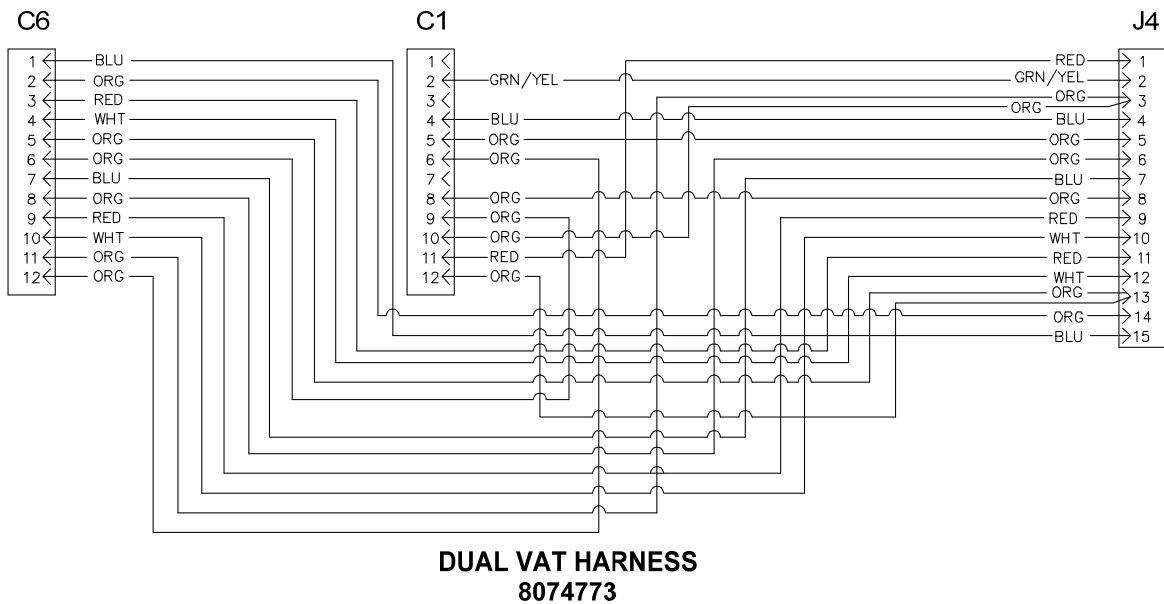 C6 C1 J4
1 BLU 1 RED 1
2 ORG 2 GRN/YEL GRN/YEL 2
3 RED 3 ORG 3
ORG
4 WHT 4 BLU BLU 4
5 ORG 5 ORG ORG 5
6 ORG 6 ORG ORG 6
7 BLU 7 BLU 7
8 ORG 8 ORG ORG 8
9 RED 9 ORG RED 9
10 WHT 10 ORG WHT 10
11 ORG 11 RED RED 11
12 ORG 12 ORG WHT 12
ORG 13
ORG 14
BLU 15
DUAL VAT HARNESS
8074773